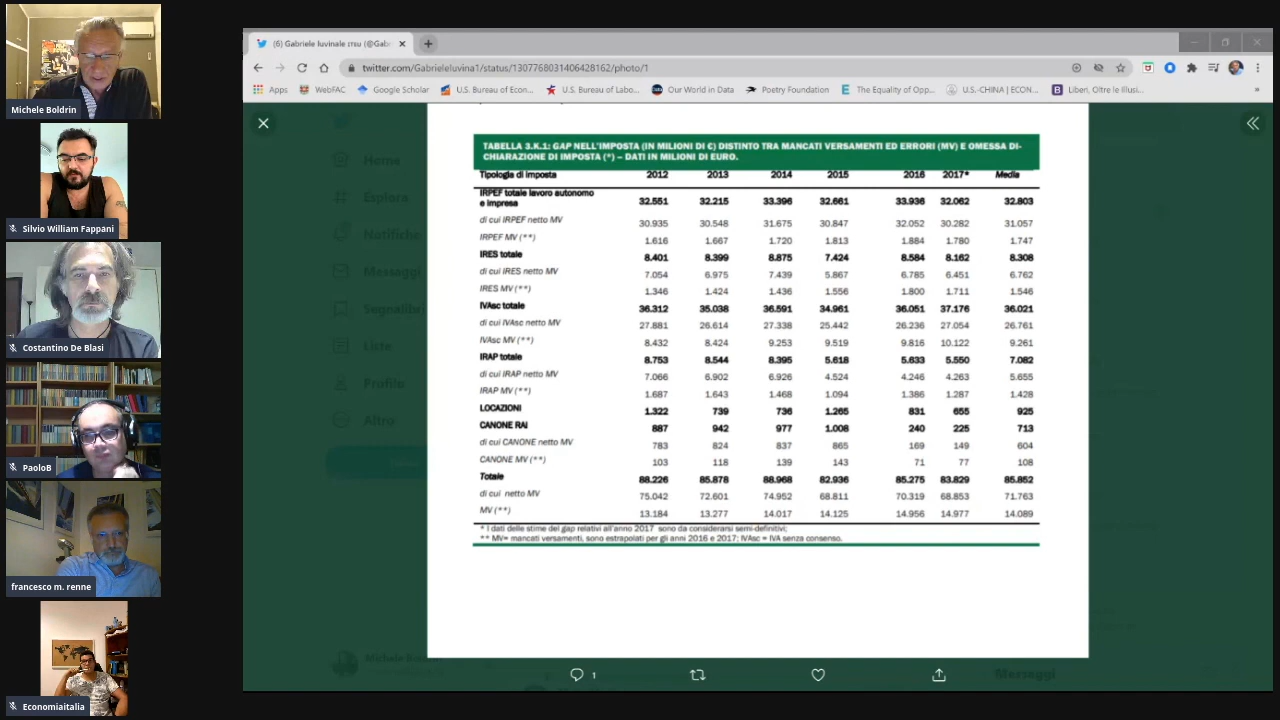 Michele Boldrin
Silvio William Fappani
Costantino De Blasi
PaoloB
francesco m. renne
Economiaitalia
twitter.com/Gabrieleluvina1/status/1307768031406428162/photo/1
Apps WebFAC Google Scholar U.S. Bureau of Econ... U.S. Bureau of Labo... Our World in Data Poetry Foundation The Equality of Opp... U.S.-CHINA | ECON... Liberi, Oltre le Illusi... »
Home
Esplora
Notifiche
Messaggi
Segnalibri
Liste
Profilo
Altro
TABELLA 3.K.1: GAP NELL'IMPOSTA (IN MILIONI DI €) DISTINTO TRA MANCATI VERSAMENTI ED ERRORI (MV) E OMESSA DI-
CHIARAZIONE DI IMPOSTA (*) – DATI IN MILIONI DI EURO.
Tipologia di imposta 2012 2013 2014 2015 2016 2017* Media
IRPEF totale lavoro autonomo
e impresa 32.551 32.215 33.396 32.661 33.936 32.062 32.803
di cui IRPEF netto MV 30.935 30.548 31.675 30.847 32.052 30.282 31.057
IRPEF MV (**) 1.616 1.667 1.720 1.813 1.884 1.780 1.747
IRES totale 8.401 8.399 8.875 7.424 8.584 8.162 8.308
di cui IRES netto MV 7.054 6.975 7.439 5.867 6.785 6.451 6.762
IRES MV (**) 1.346 1.424 1.436 1.556 1.800 1.711 1.546
IVAsc totale 36.312 35.038 36.591 34.961 36.051 37.176 36.021
di cui IVAsc netto MV 27.881 26.614 27.338 25.442 26.236 27.054 26.761
IVAsc MV (**) 8.432 8.424 9.253 9.519 9.816 10.122 9.261
IRAP totale 8.753 8.544 8.395 5.618 5.633 5.550 7.082
di cui IRAP netto MV 7.066 6.902 6.926 4.524 4.246 4.263 5.655
IRAP MV (**) 1.687 1.643 1.468 1.094 1.386 1.287 1.428
LOCAZIONI 1.322 739 736 1.265 831 655 925
CANONE RAI 887 942 977 1.008 240 225 713
di cui CANONE netto MV 783 824 837 865 169 149 604
CANONE MV (**) 103 118 139 143 71 77 108
Totale 88.226 85.878 88.968 82.936 85.275 83.829 85.852
di cui netto MV 75.042 72.601 74.952 68.811 70.319 68.853 71.763
MV (**) 13.184 13.277 14.017 14.125 14.956 14.977 14.089
* I dati delle stime del gap relativi all'anno 2017 sono da considerarsi semi-definitivi;
** MV= mancati versamenti, sono estrapolati per gli anni 2016 e 2017; IVAsc = IVA senza consenso.
1
Michele
Messaggi